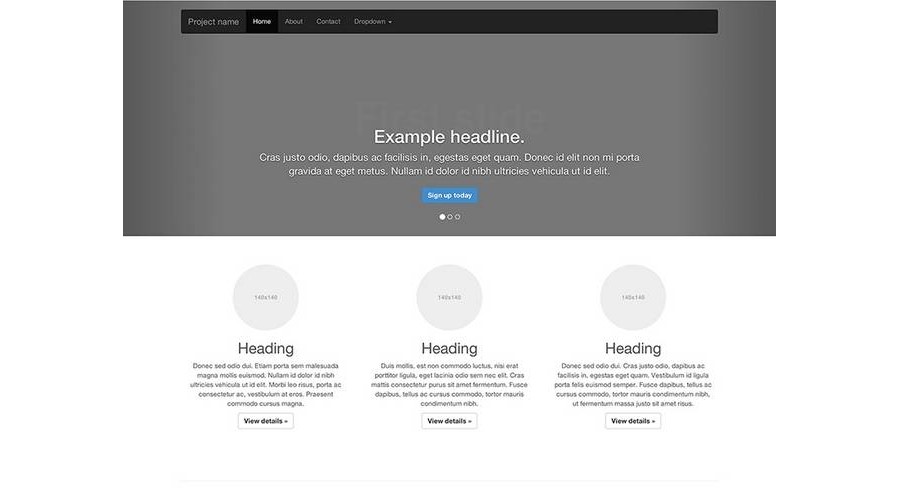 Project name Home About Contact Dropdown
First slide
Example headline.
Cras justo odio, dapibus ac facilisis in, egestas eget quam. Donec id elit non mi porta
gravida at eget metus. Nullam id dolor id nibh ultricies vehicula ut id elit.
Sign up today
140x140
Heading
Donec sed odio dui. Etiam porta sem malesuada
magna mollis euismod. Nullam id dolor id nibh
ultricies vehicula ut id elit. Morbi leo risus, porta ac
consectetur ac, vestibulum at eros. Praesent
commodo cursus magna.
View details »
140x140
Heading
Duis mollis, est non commodo luctus, nisi erat
porttitor ligula, eget lacinia odio sem nec elit. Cras
mattis consectetur purus sit amet fermentum. Fusce
dapibus, tellus ac cursus commodo, tortor mauris
condimentum nibh.
View details »
140x140
Heading
Donec sed odio dui. Cras justo odio, dapibus ac
facilisis in, egestas eget quam. Vestibulum id ligula
porta felis euismod semper. Fusce dapibus, tellus ac
cursus commodo, tortor mauris condimentum nibh,
ut fermentum massa justo sit amet risus.
View details »